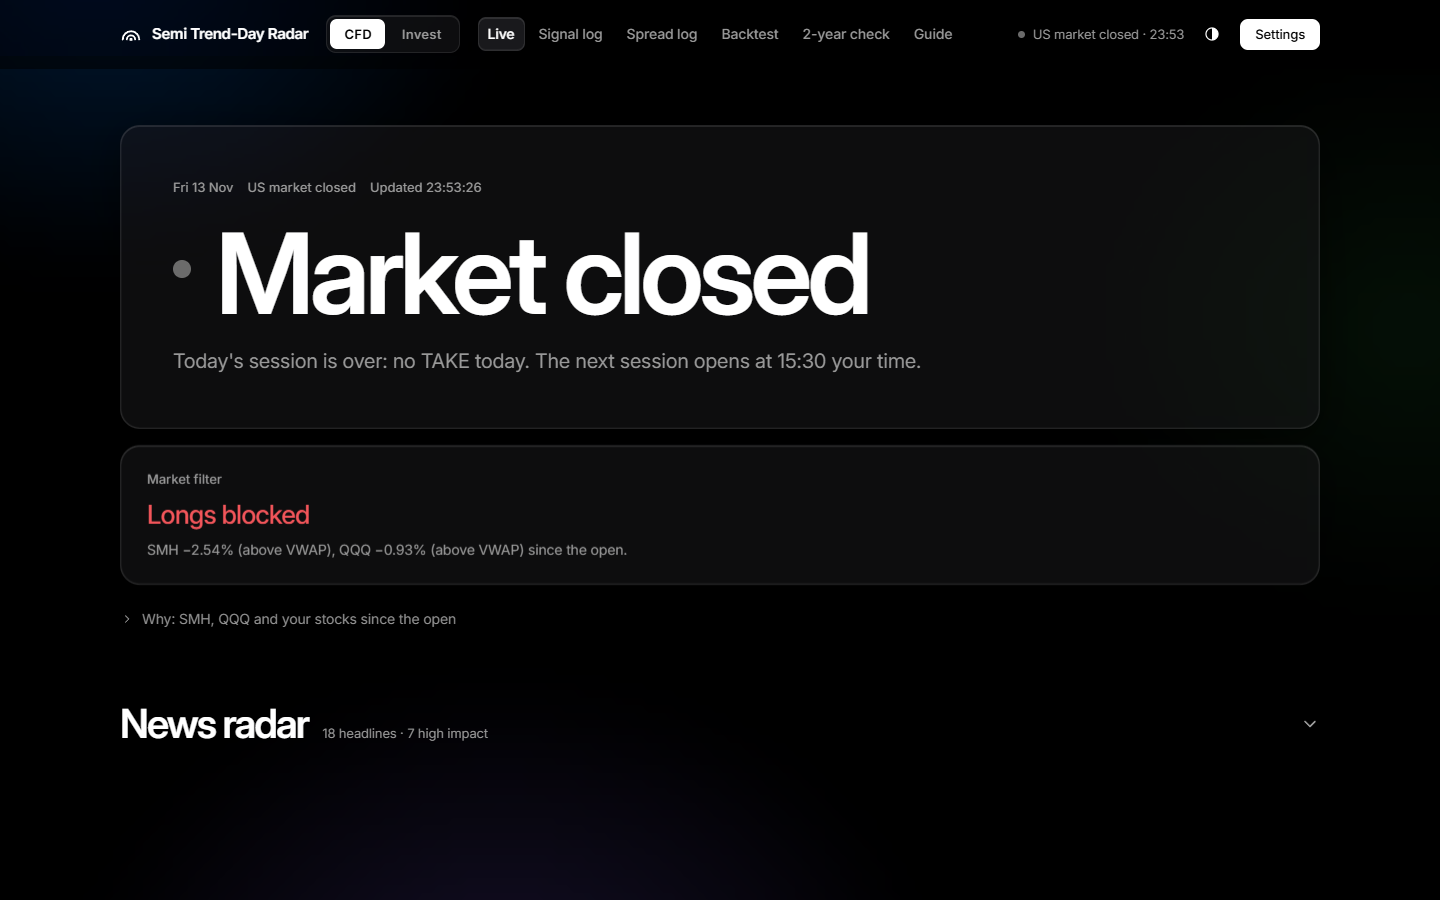 Semi Trend-Day Radar CFD Invest Live Signal log Spread log Backtest 2-year check Guide US market closed · 23:53 Settings
Fri 13 Nov US market closed Updated 23:53:26
Market closed
Today's session is over: no TAKE today. The next session opens at 15:30 your time.
Market filter
Longs blocked
SMH −2.54% (above VWAP), QQQ −0.93% (above VWAP) since the open.
Why: SMH, QQQ and your stocks since the open
News radar 18 headlines · 7 high impact